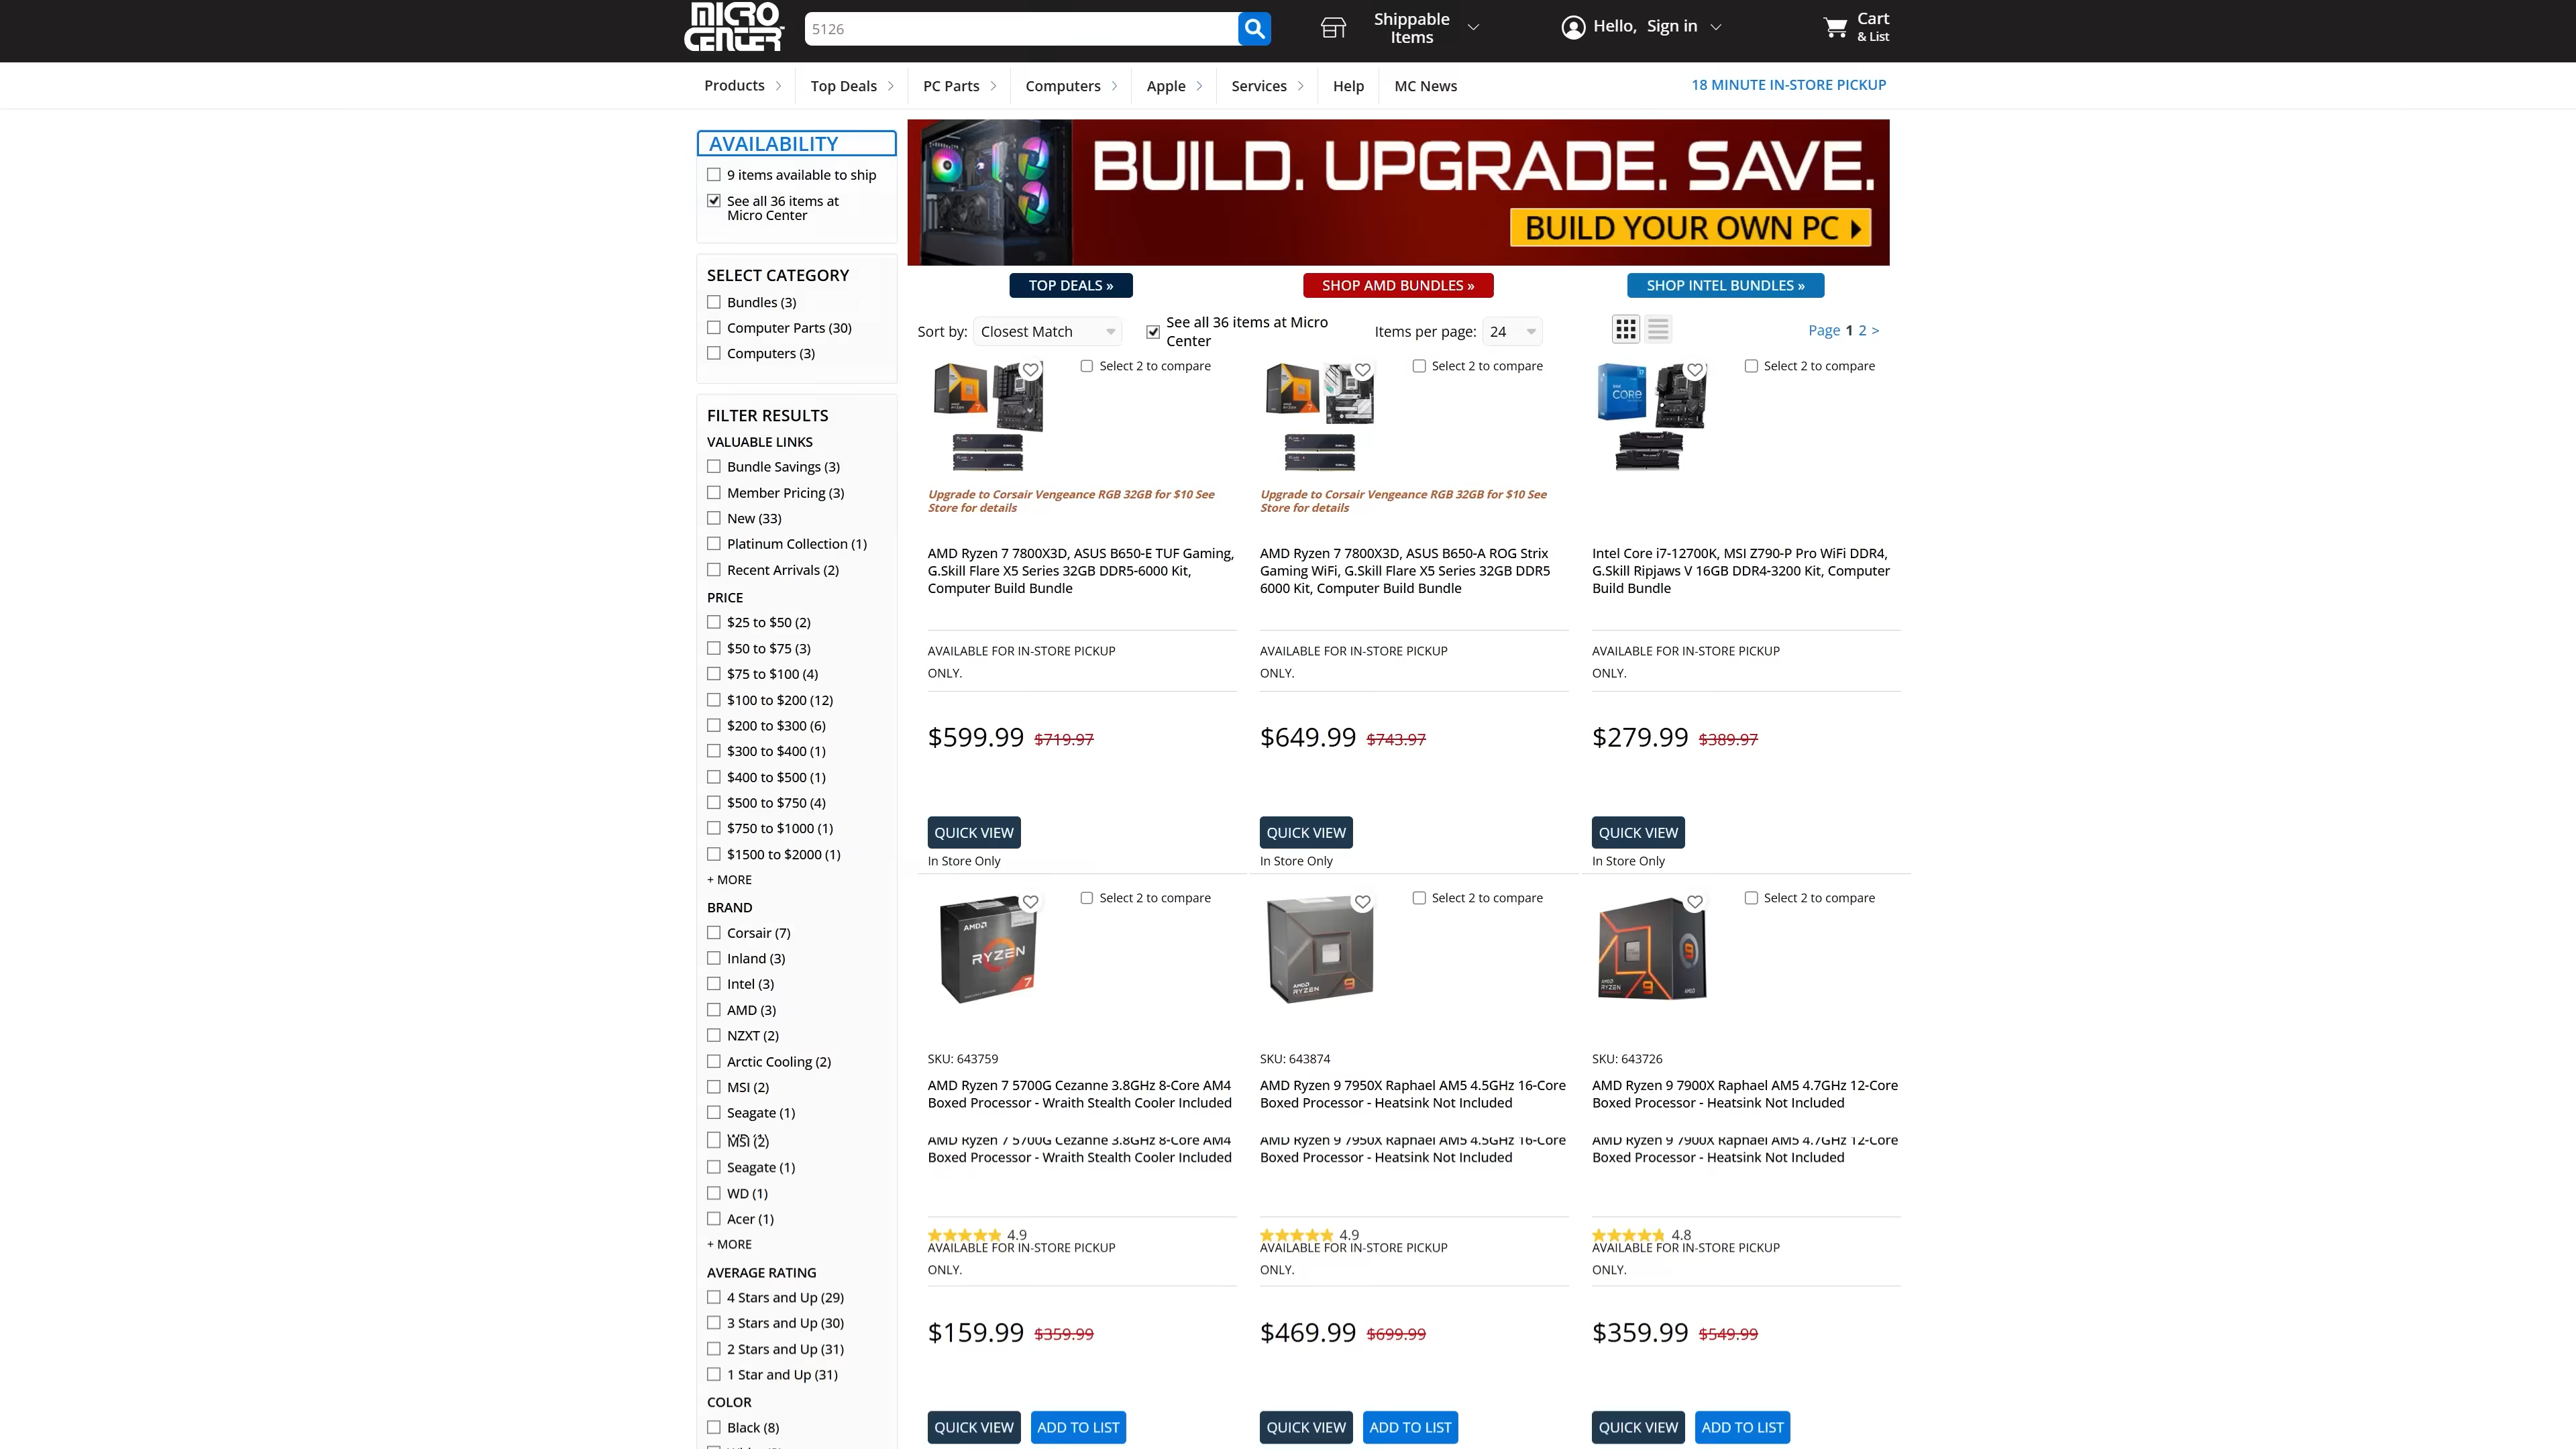 MICRO CENTER
5126
Shippable Items
Hello, Sign in
Cart & List
Products
Top Deals
PC Parts
Computers
Apple
Services
Help
MC News
18 MINUTE IN-STORE PICKUP
AVAILABILITY
9 items available to ship
See all 36 items at
Micro Center
SELECT CATEGORY
Bundles (3)
Computer Parts (30)
Computers (3)
FILTER RESULTS
VALUABLE LINKS
Bundle Savings (3)
Member Pricing (3)
New (33)
Platinum Collection (1)
Recent Arrivals (2)
PRICE
$25 to $50 (2)
$50 to $75 (3)
$75 to $100 (4)
$100 to $200 (12)
$200 to $300 (6)
$300 to $400 (1)
$400 to $500 (1)
$500 to $750 (4)
$750 to $1000 (1)
$1500 to $2000 (1)
+ MORE
BRAND
Corsair (7)
Inland (3)
Intel (3)
AMD (3)
NZXT (2)
Arctic Cooling (2)
MSI (2)
Seagate (1)
MSI (2)
Seagate (1)
WD (1)
Acer (1)
+ MORE
AVERAGE RATING
4 Stars and Up (29)
3 Stars and Up (30)
2 Stars and Up (31)
1 Star and Up (31)
COLOR
Black (8)
BUILD. UPGRADE. SAVE.
BUILD YOUR OWN PC
TOP DEALS »
SHOP AMD BUNDLES »
SHOP INTEL BUNDLES »
Sort by: Closest Match
See all 36 items at Micro
Center
Items per page: 24
Page 1 2 >
Select 2 to compare
Upgrade to Corsair Vengeance RGB 32GB for $10 See
Store for details
AMD Ryzen 7 7800X3D, ASUS B650-E TUF Gaming,
G.Skill Flare X5 Series 32GB DDR5-6000 Kit,
Computer Build Bundle
AVAILABLE FOR IN-STORE PICKUP
ONLY.
$599.99 $719.97
QUICK VIEW
In Store Only
Select 2 to compare
Upgrade to Corsair Vengeance RGB 32GB for $10 See
Store for details
AMD Ryzen 7 7800X3D, ASUS B650-A ROG Strix
Gaming WiFi, G.Skill Flare X5 Series 32GB DDR5
6000 Kit, Computer Build Bundle
AVAILABLE FOR IN-STORE PICKUP
ONLY.
$649.99 $743.97
QUICK VIEW
In Store Only
CORE
Select 2 to compare
Intel Core i7-12700K, MSI Z790-P Pro WiFi DDR4,
G.Skill Ripjaws V 16GB DDR4-3200 Kit, Computer
Build Bundle
AVAILABLE FOR IN-STORE PICKUP
ONLY.
$279.99 $389.97
QUICK VIEW
In Store Only
AMD
RYZEN
7
Select 2 to compare
SKU: 643759
AMD Ryzen 7 5700G Cezanne 3.8GHz 8-Core AM4
Boxed Processor - Wraith Stealth Cooler Included
AMD Ryzen 7 5700G Cezanne 3.8GHz 8-Core AM4
Boxed Processor - Wraith Stealth Cooler Included
4.9
AVAILABLE FOR IN-STORE PICKUP
ONLY.
$159.99 $359.99
QUICK VIEW
ADD TO LIST
AMD
RYZEN
9
Select 2 to compare
SKU: 643874
AMD Ryzen 9 7950X Raphael AM5 4.5GHz 16-Core
Boxed Processor - Heatsink Not Included
AMD Ryzen 9 7950X Raphael AM5 4.5GHz 16-Core
Boxed Processor - Heatsink Not Included
4.9
AVAILABLE FOR IN-STORE PICKUP
ONLY.
$469.99 $699.99
QUICK VIEW
ADD TO LIST
AMD
RYZEN
9
Select 2 to compare
SKU: 643726
AMD Ryzen 9 7900X Raphael AM5 4.7GHz 12-Core
Boxed Processor - Heatsink Not Included
AMD Ryzen 9 7900X Raphael AM5 4.7GHz 12-Core
Boxed Processor - Heatsink Not Included
4.8
AVAILABLE FOR IN-STORE PICKUP
ONLY.
$359.99 $549.99
QUICK VIEW
ADD TO LIST